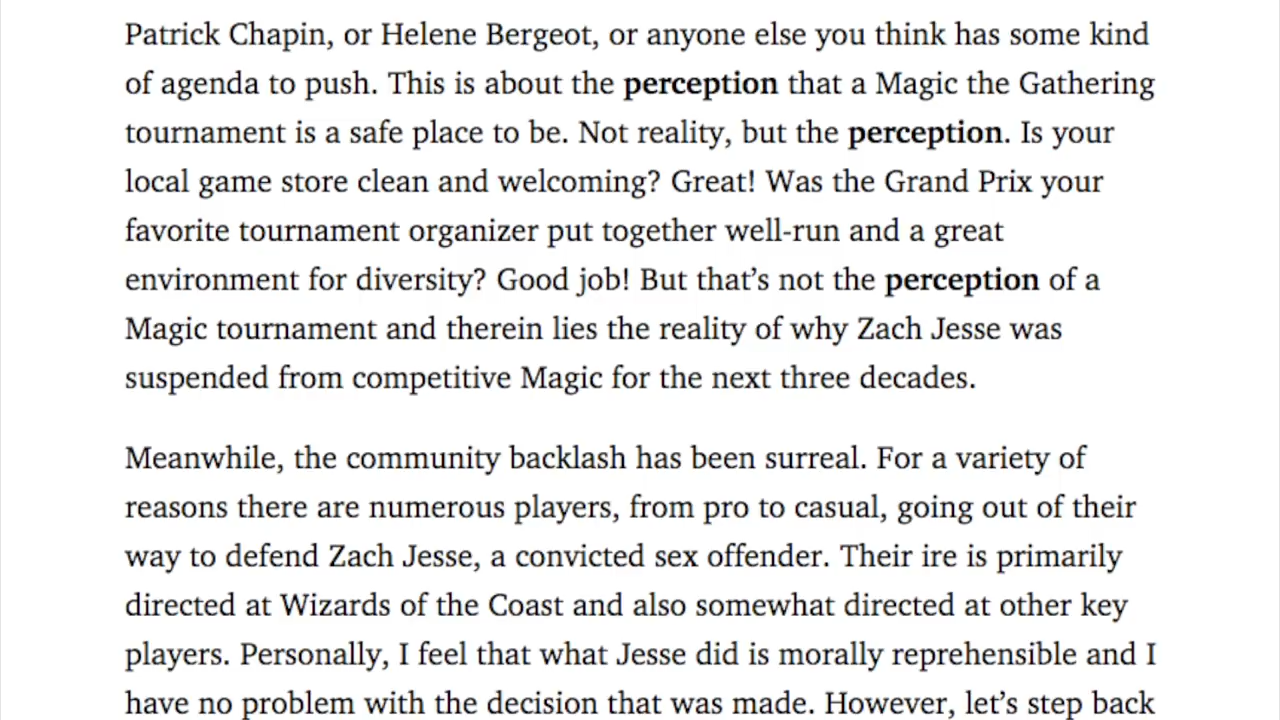 Patrick Chapin, or Helene Bergeot, or anyone else you think has some kind
of agenda to push. This is about the perception that a Magic the Gathering
tournament is a safe place to be. Not reality, but the perception. Is your
local game store clean and welcoming? Great! Was the Grand Prix your
favorite tournament organizer put together well-run and a great
environment for diversity? Good job! But that’s not the perception of a
Magic tournament and therein lies the reality of why Zach Jesse was
suspended from competitive Magic for the next three decades.
Meanwhile, the community backlash has been surreal. For a variety of
reasons there are numerous players, from pro to casual, going out of their
way to defend Zach Jesse, a convicted sex offender. Their ire is primarily
directed at Wizards of the Coast and also somewhat directed at other key
players. Personally, I feel that what Jesse did is morally reprehensible and I
have no problem with the decision that was made. However, let’s step back